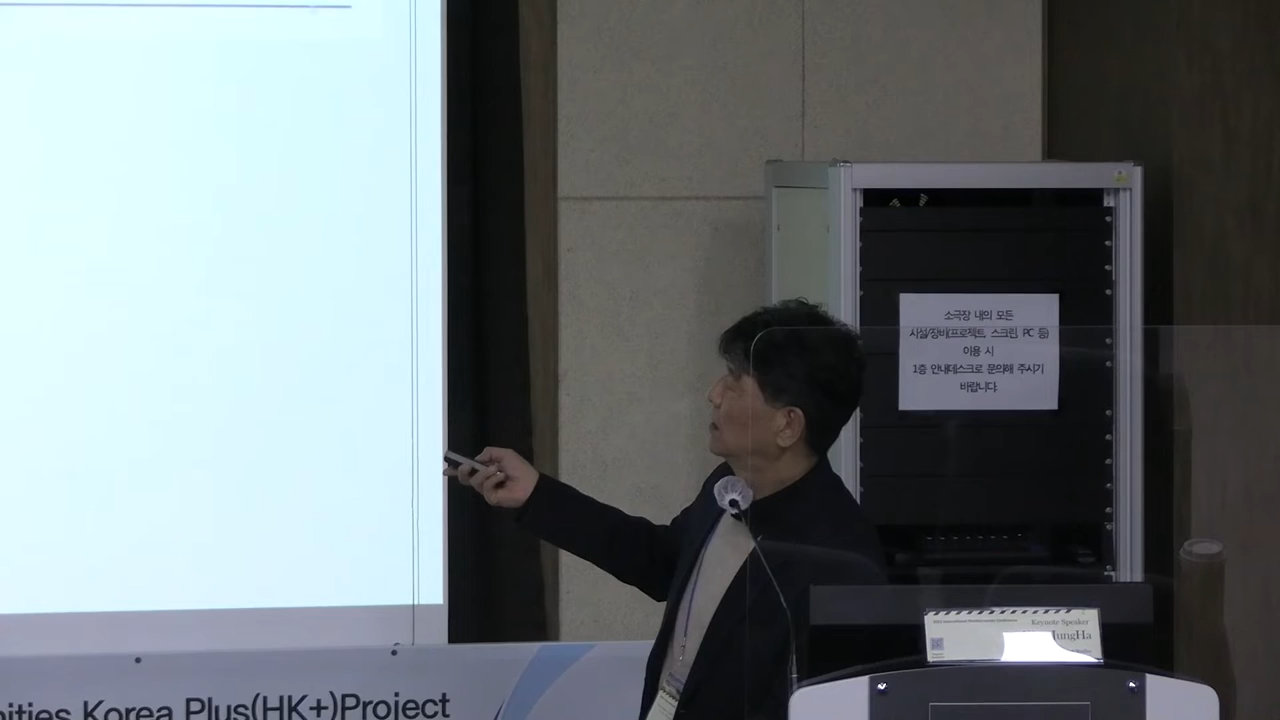 소극장 내의 모든
시설/장비(프로젝트, 스크린, PC 등)
이용 시
1층 안내데스크로 문의해 주시기
바랍니다.
Keynote Speaker
JungHa
ities Korea Plus(HK+)Project